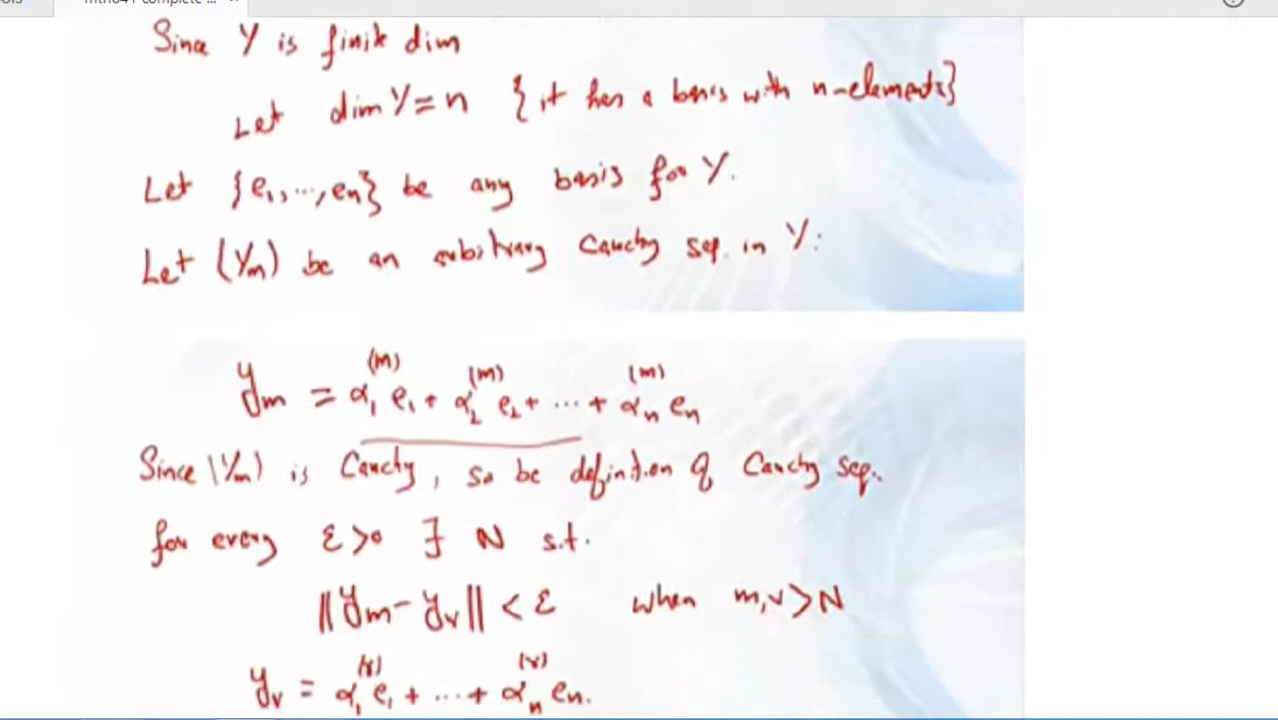 Since Y is finite dim
Let dim Y = n {it has a basis with n-elements}
Let {e₁, ..., eₙ} be any basis for Y.
Let (yₘ) be an arbitrary Cauchy seq. in Y:
yₘ = α₁⁽ᵐ⁾ e₁ + α₂⁽ᵐ⁾ e₂ + ... + αₙ⁽ᵐ⁾ eₙ
Since (yₘ) is Cauchy, so be definition of Cauchy seq.
for every ε>0 ∃ N s.t.
||yₘ - yᵣ|| < ε when m,r > N
yᵣ = α₁⁽ʳ⁾ e₁ + ... + αₙ⁽ʳ⁾ eₙ.